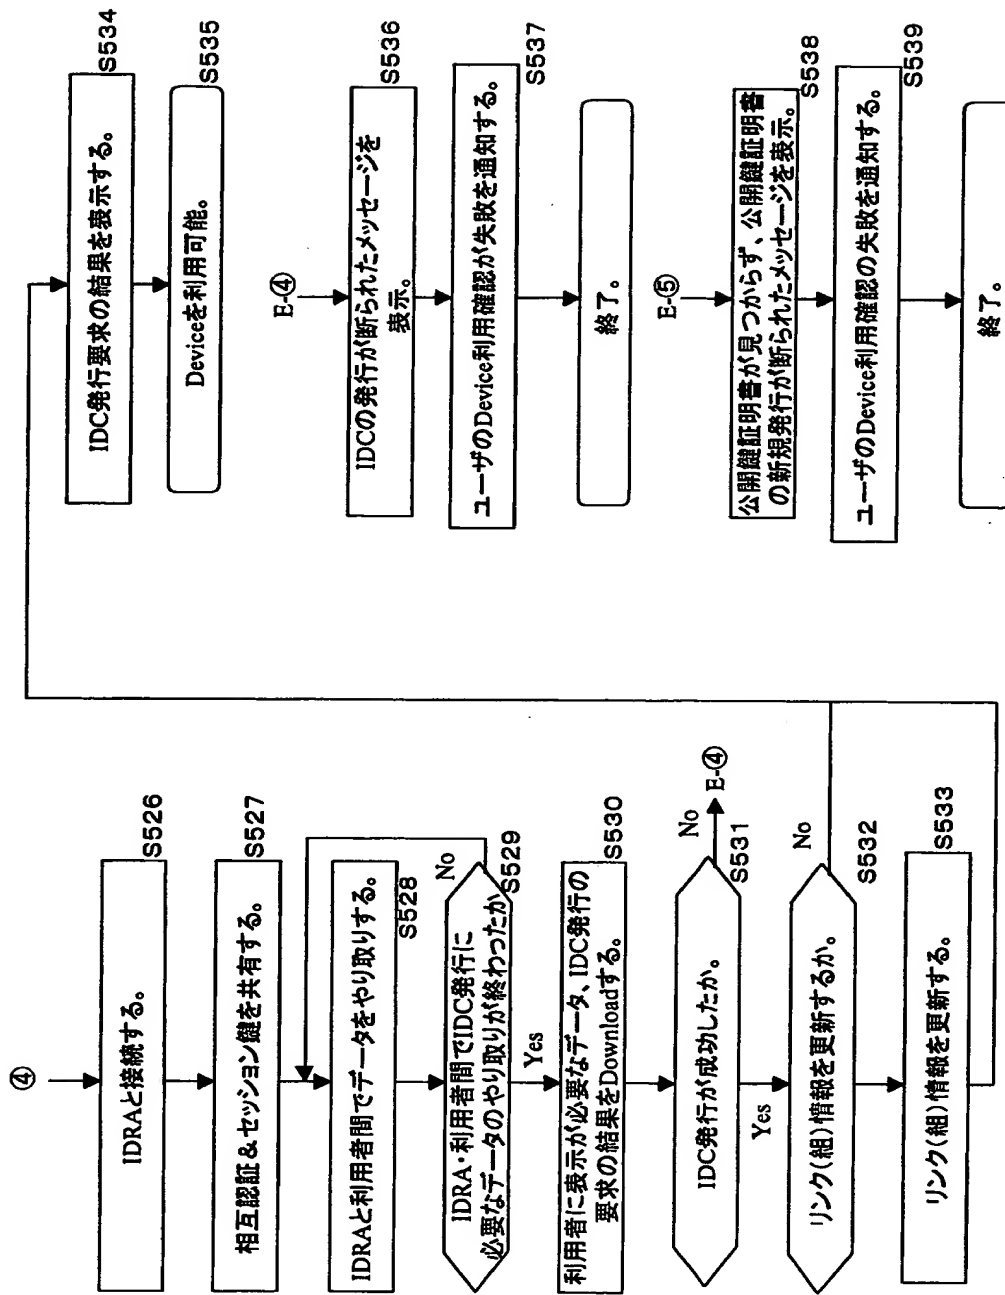 ④
IDRAと接続する。
S526
相互認証&セッション鍵を共有する。
S527
IDRAと利用者間でデータをやり取りする。
S528
IDRA・利用者間でIDC発行に
必要なデータのやり取りが終わったか
No
S529
Yes
利用者に表示が必要なデータ、IDC発行の
要求の結果をDownloadする。
S530
IDC発行が成功したか。
No
E-④
S531
Yes
リンク(組)情報を更新するか。
No
S532
リンク(組)情報を更新する。
S533
IDC発行要求の結果を表示する。
S534
Deviceを利用可能。
S535
E-④
IDCの発行が断られたメッセージを
表示。
S536
ユーザのDevice利用確認が失敗を通知する。
S537
終了。
E-⑤
公開鍵証明書が見つからず、公開鍵証明書
の新規発行が断られたメッセージを表示。
S538
ユーザのDevice利用確認の失敗を通知する。
S539
終了。